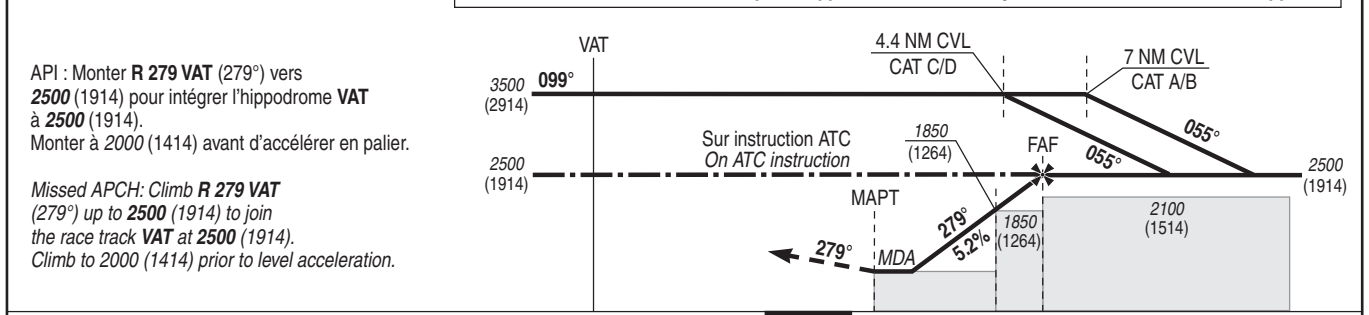 API : Monter R 279 VAT (279°) vers
2500 (1914) pour intégrer l'hippodrome VAT
à 2500 (1914).
Monter à 2000 (1414) avant d'accélérer en palier.
Missed APCH: Climb R 279 VAT
(279°) up to 2500 (1914) to join
the race track VAT at 2500 (1914).
Climb to 2000 (1414) prior to level acceleration.
VAT
4.4 NM CVL
CAT C/D
7 NM CVL
CAT A/B
3500
(2914)
099°
055°
055°
Sur instruction ATC
On ATC instruction
1850
(1264)
FAF
2500
(1914)
2500
(1914)
MAPT
279°
5.2%
1850
(1264)
2100
(1514)
279°
MDA